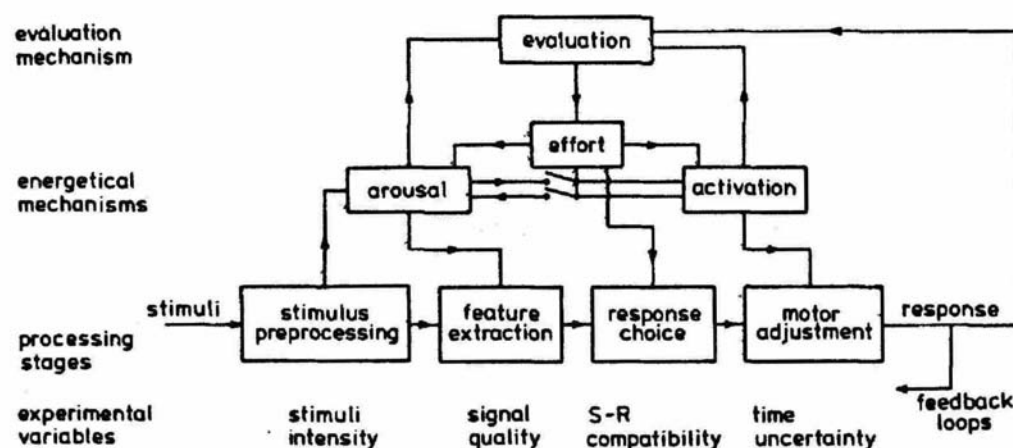 evaluation
mechanism
evaluation
effort
energetical
mechanisms
arousal
activation
stimuli
stimulus
preprocessing
feature
extraction
response
choice
motor
adjustment
response
processing
stages
feedback
loops
experimental
variables
stimuli
intensity
signal
quality
S-R
compatibility
time
uncertainty